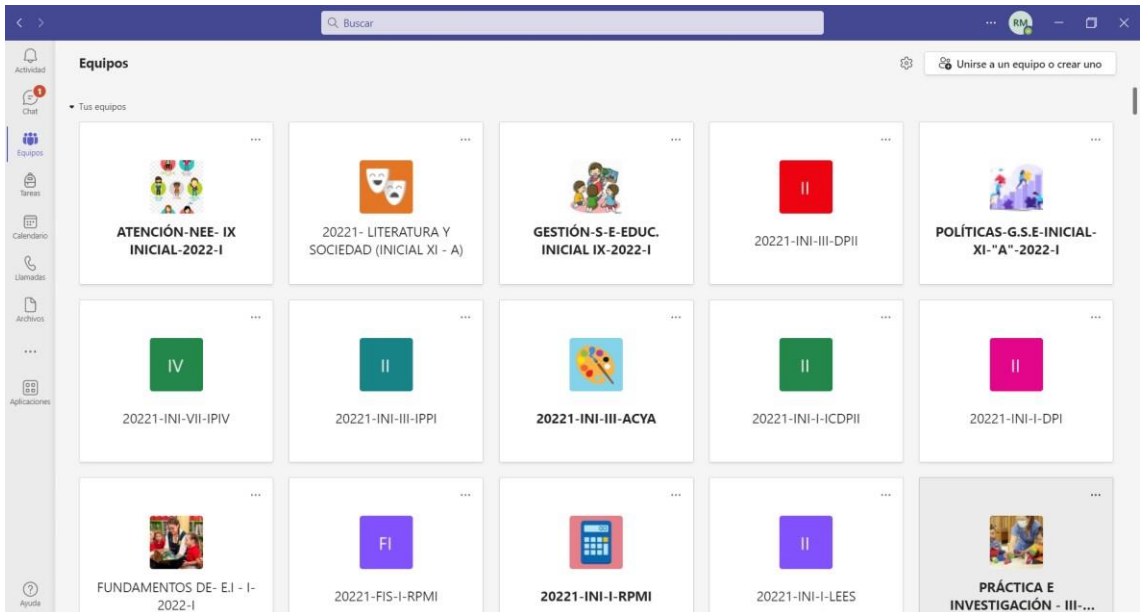 Buscar
...
RM
Actividad
Chat
1
Equipos
Tareas
Calendario
Llamadas
Archivos
...
Aplicaciones
Ayuda
Equipos
Unirse a un equipo o crear uno
Tus equipos
ATENCIÓN-NEE- IX
INICIAL-2022-I
20221- LITERATURA Y
SOCIEDAD (INICIAL XI - A)
GESTIÓN-S-E-EDUC.
INICIAL IX-2022-I
II
20221-INI-III-DPII
POLÍTICAS-G.S.E-INICIAL-
XI-"A"-2022-I
IV
20221-INI-VII-IPIV
II
20221-INI-III-IPPI
20221-INI-III-ACYA
II
20221-INI-I-ICDPII
II
20221-INI-I-DPI
FUNDAMENTOS DE- E.I - I-
2022-I
FI
20221-FIS-I-RPMI
20221-INI-I-RPMI
II
20221-INI-I-LEES
PRÁCTICA E
INVESTIGACIÓN - III-...